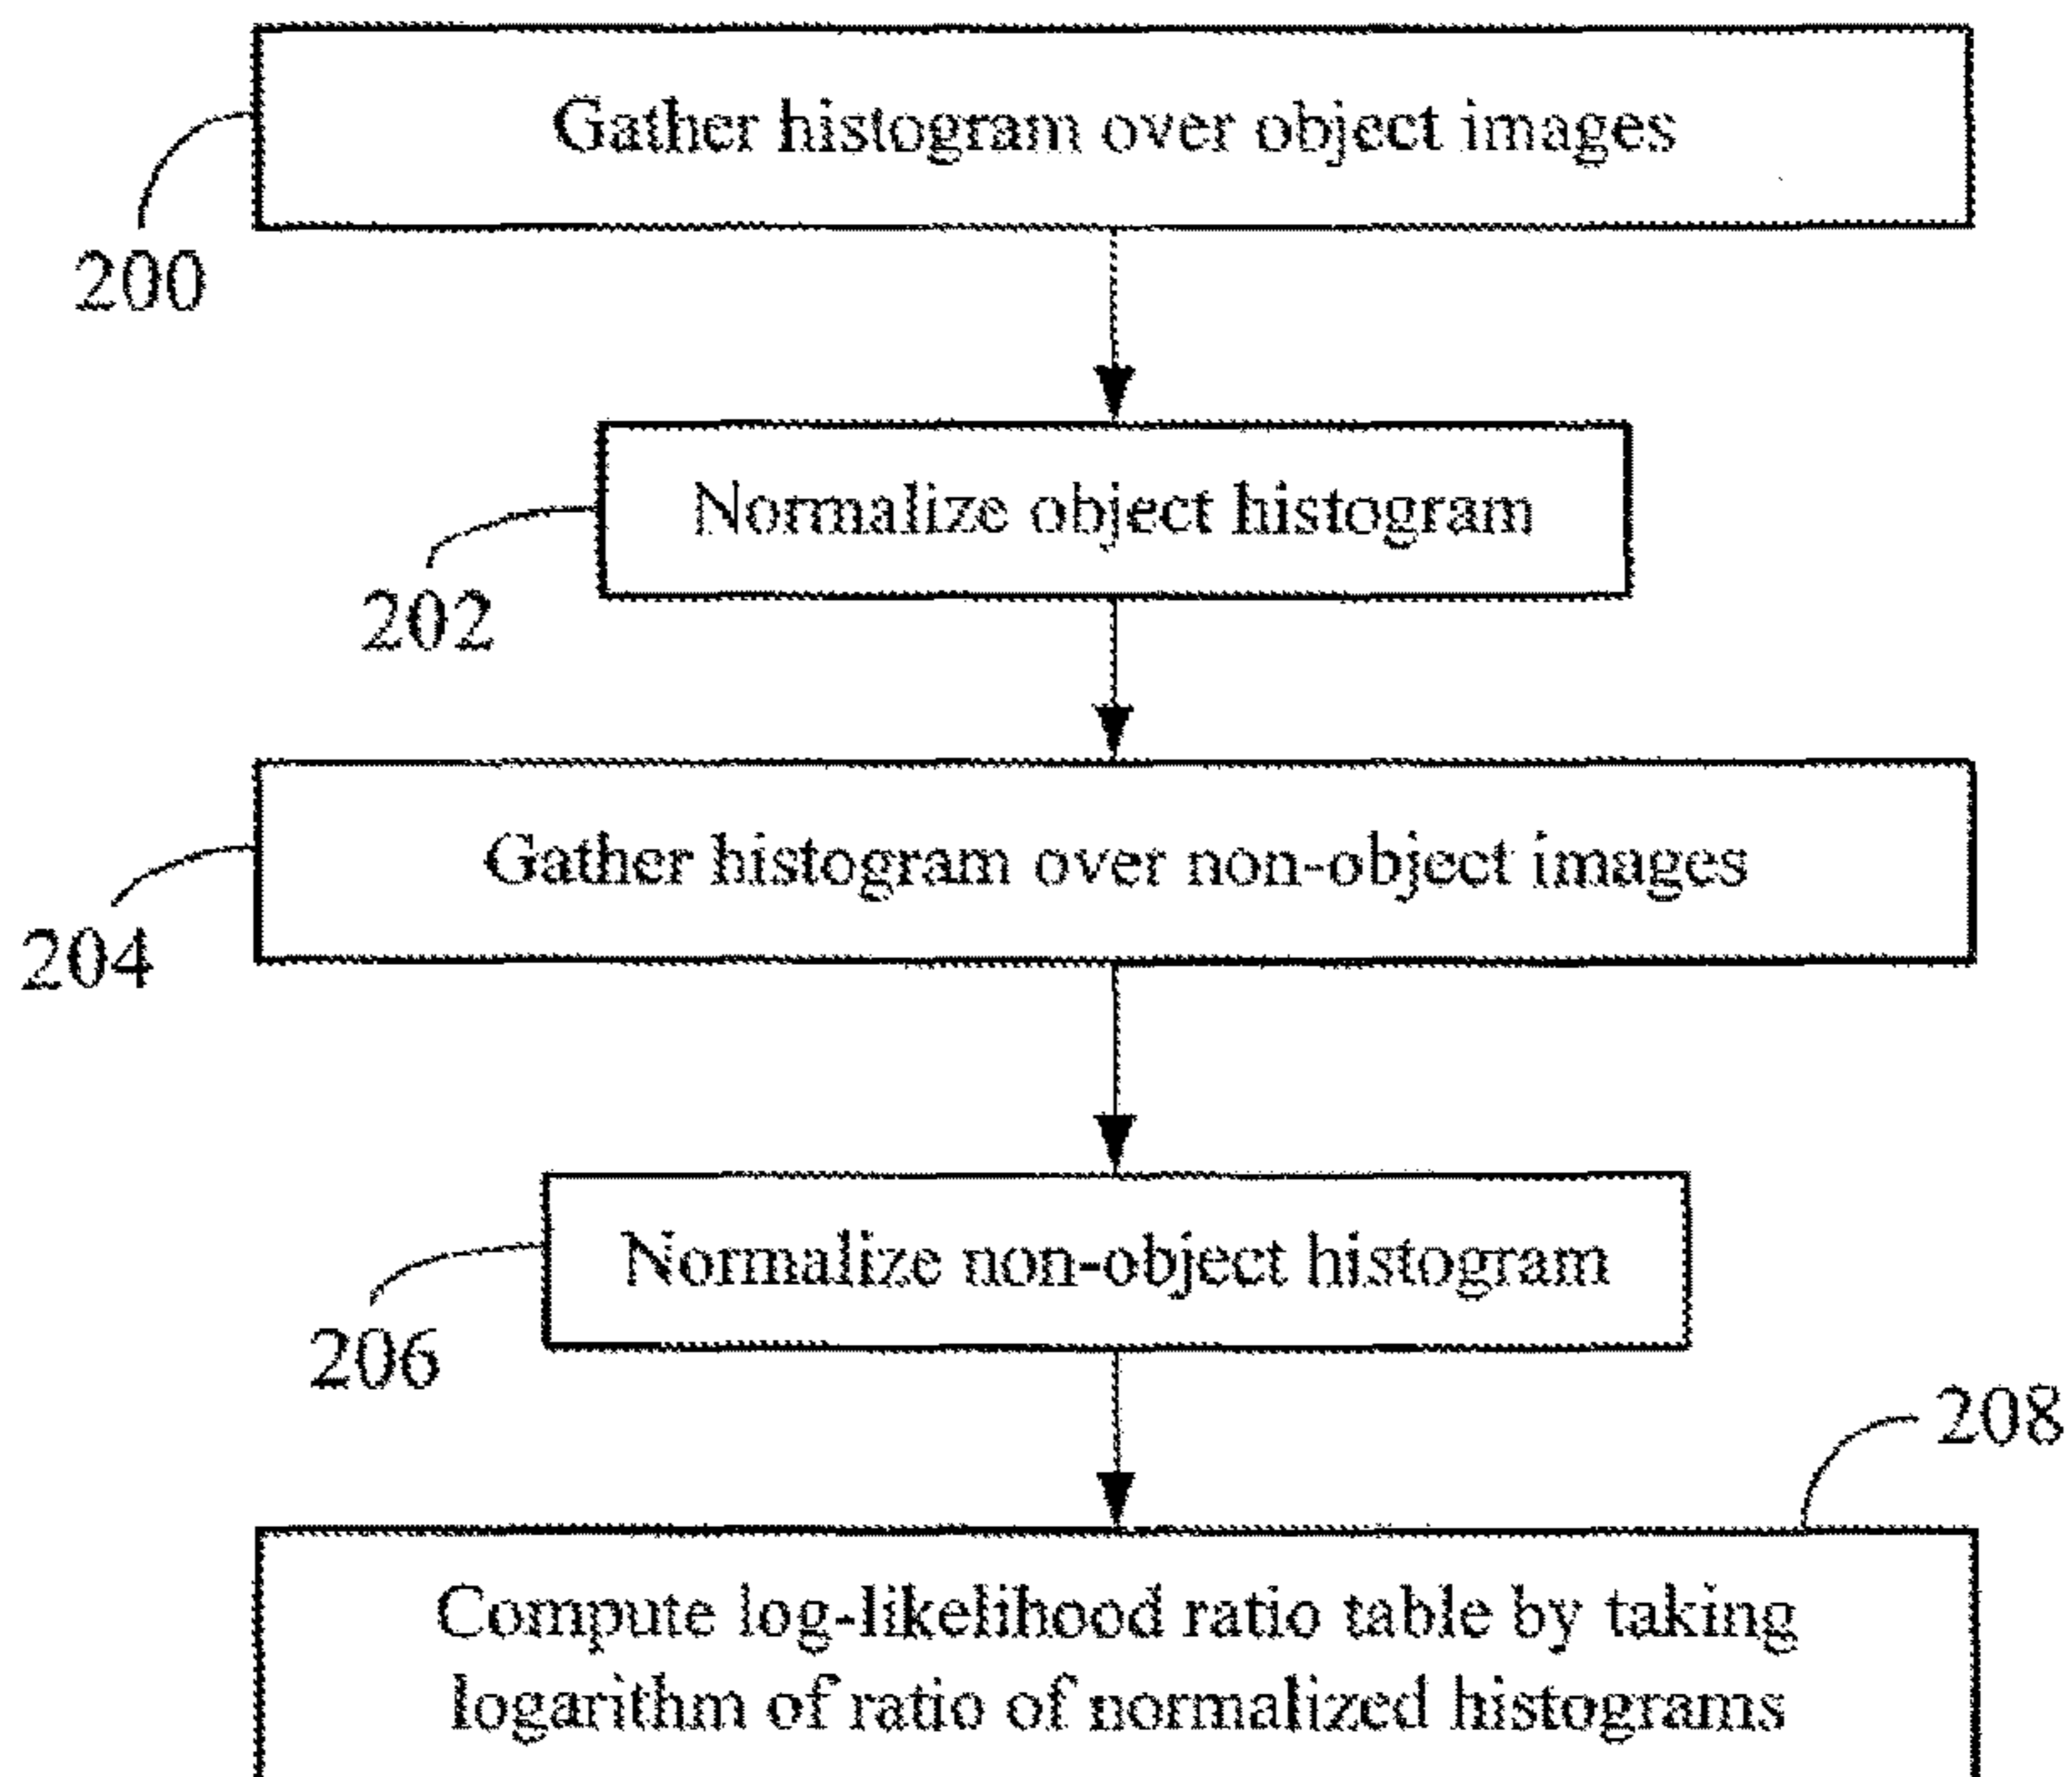 Gather histogram over object images
200
Normalize object histogram
202
Gather histogram over non-object images
204
Normalize non-object histogram
206
208
Compute log-likelihood ratio table by taking
logarithm of ratio of normalized histograms